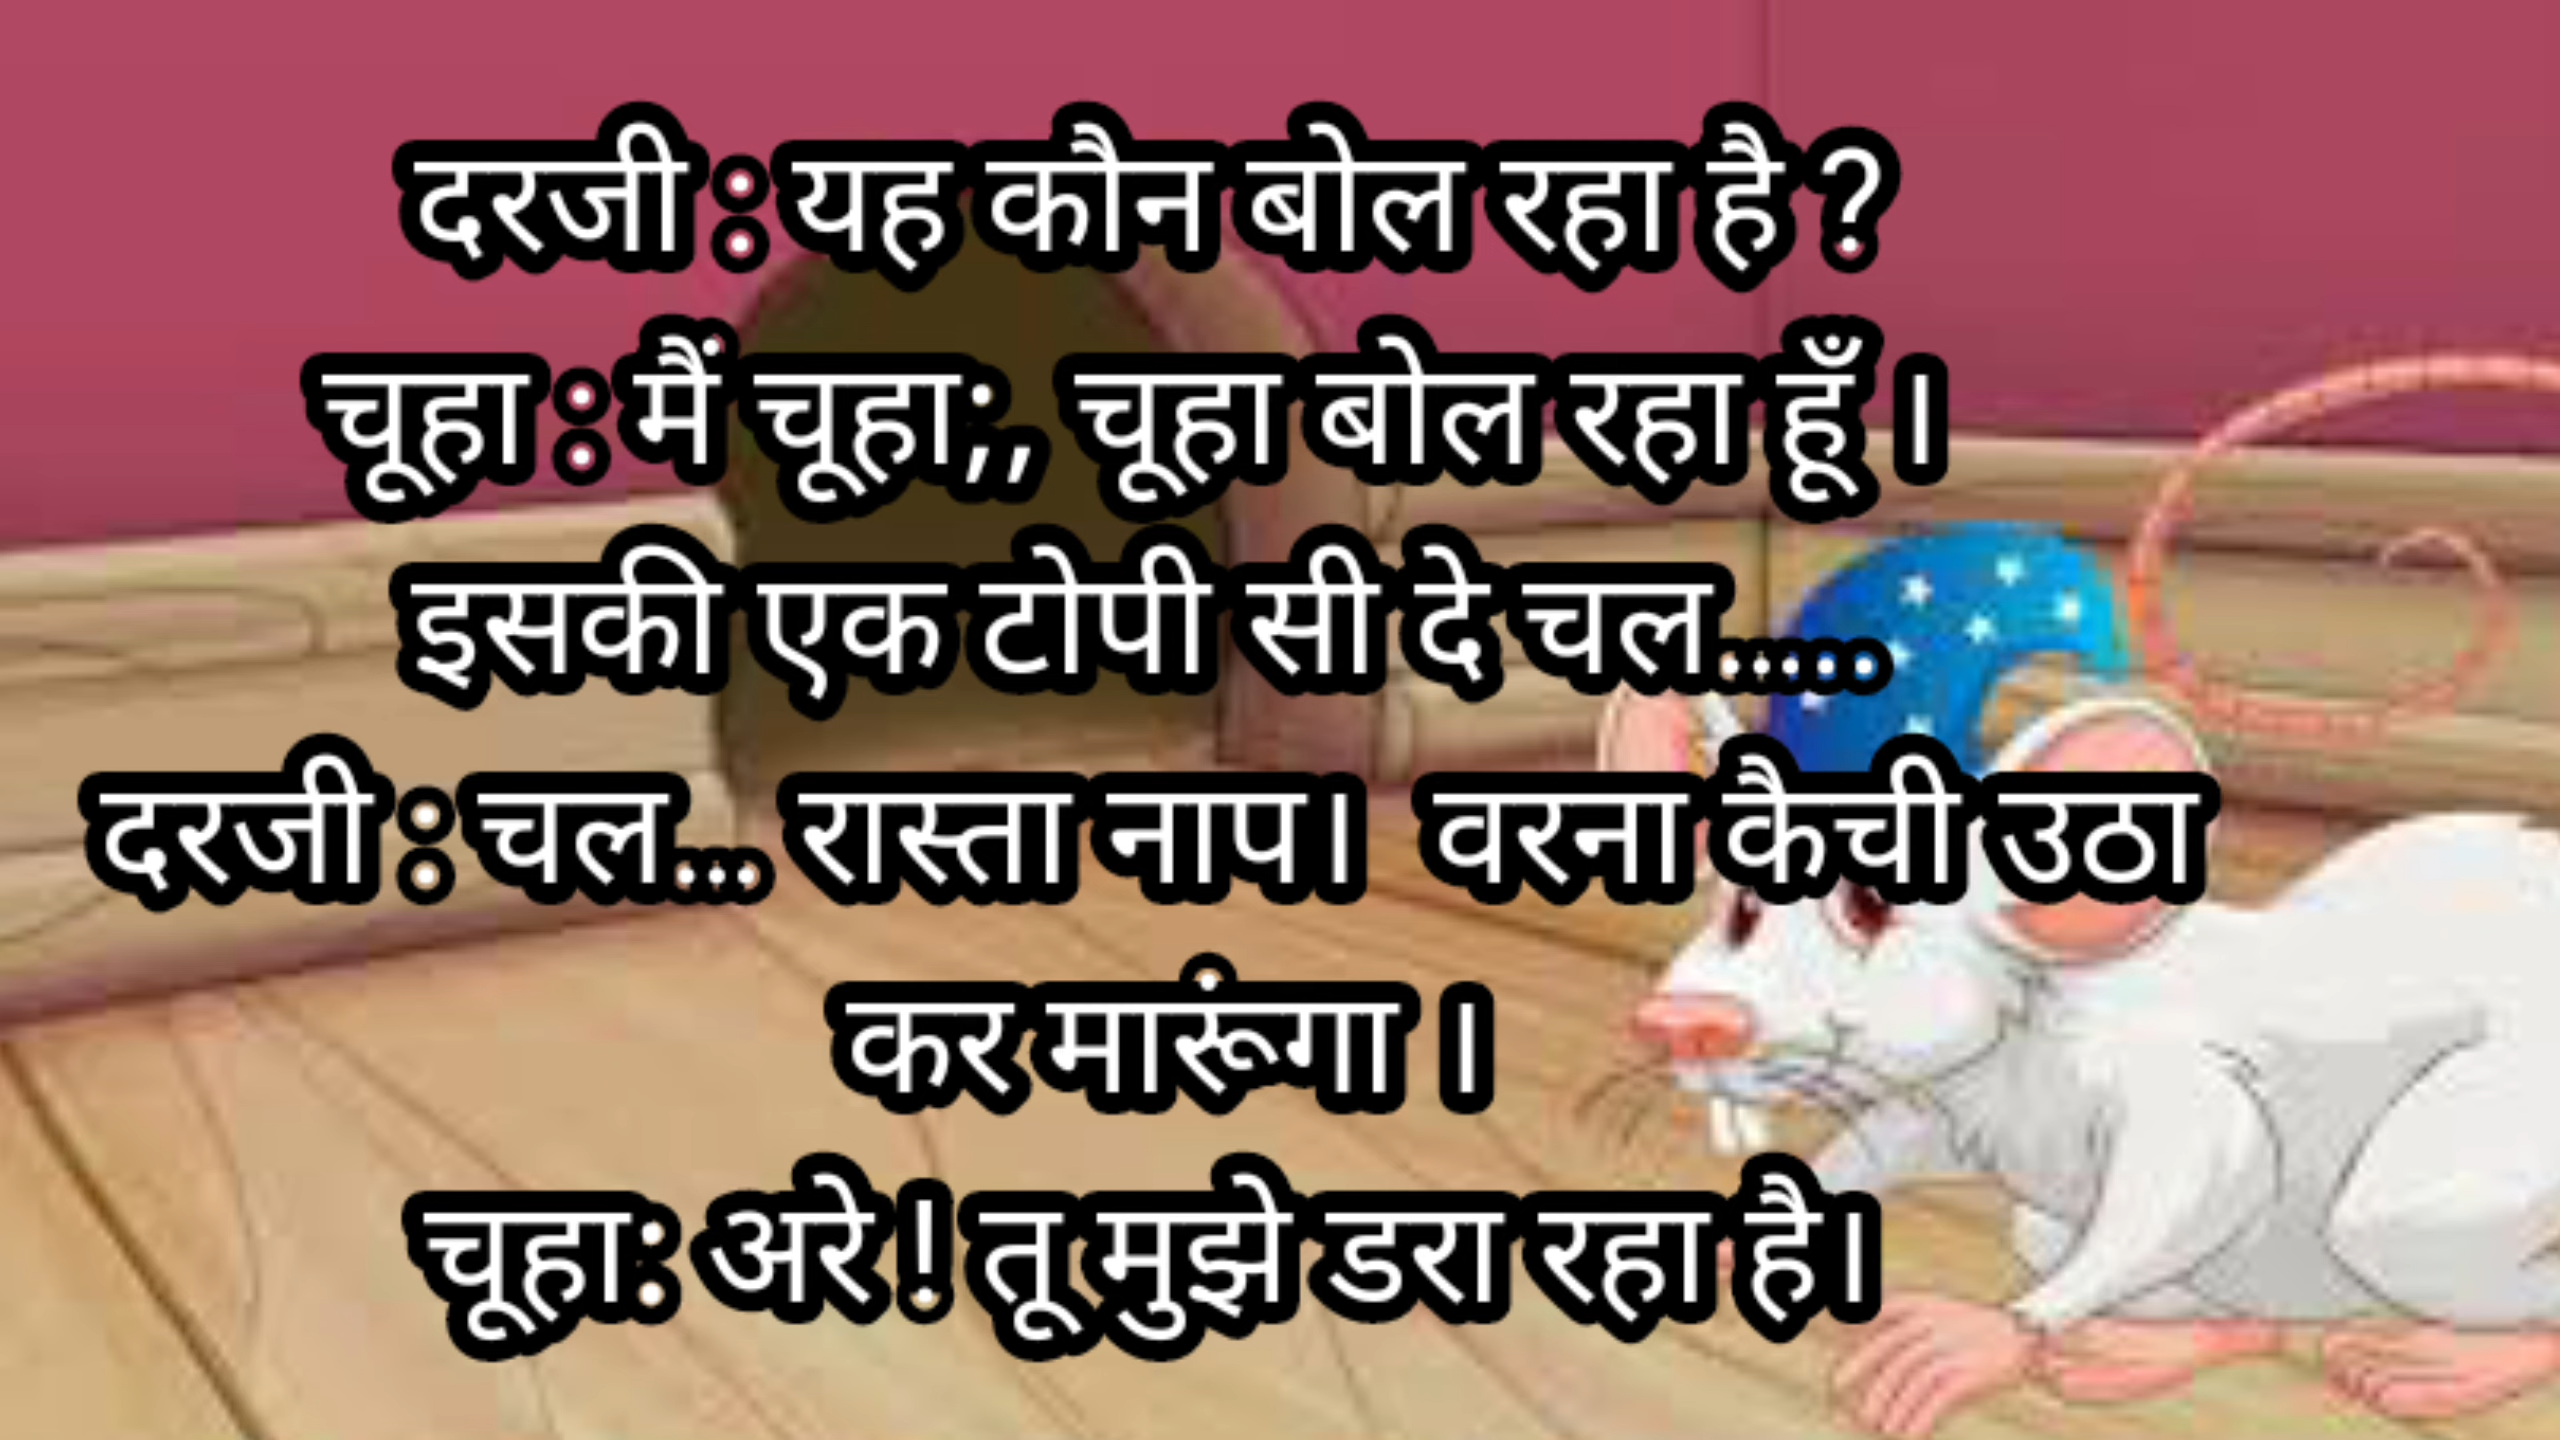 दरजी : यह कौन बोल रहा है ?
चूहा : मैं चूहा;, चूहा बोल रहा हूँ ।
इसकी एक टोपी सी दे चल.....
दरजी : चल... रास्ता नाप। वरना कैची उठा
कर मारूंगा ।
चूहा: अरे ! तू मुझे डरा रहा है।